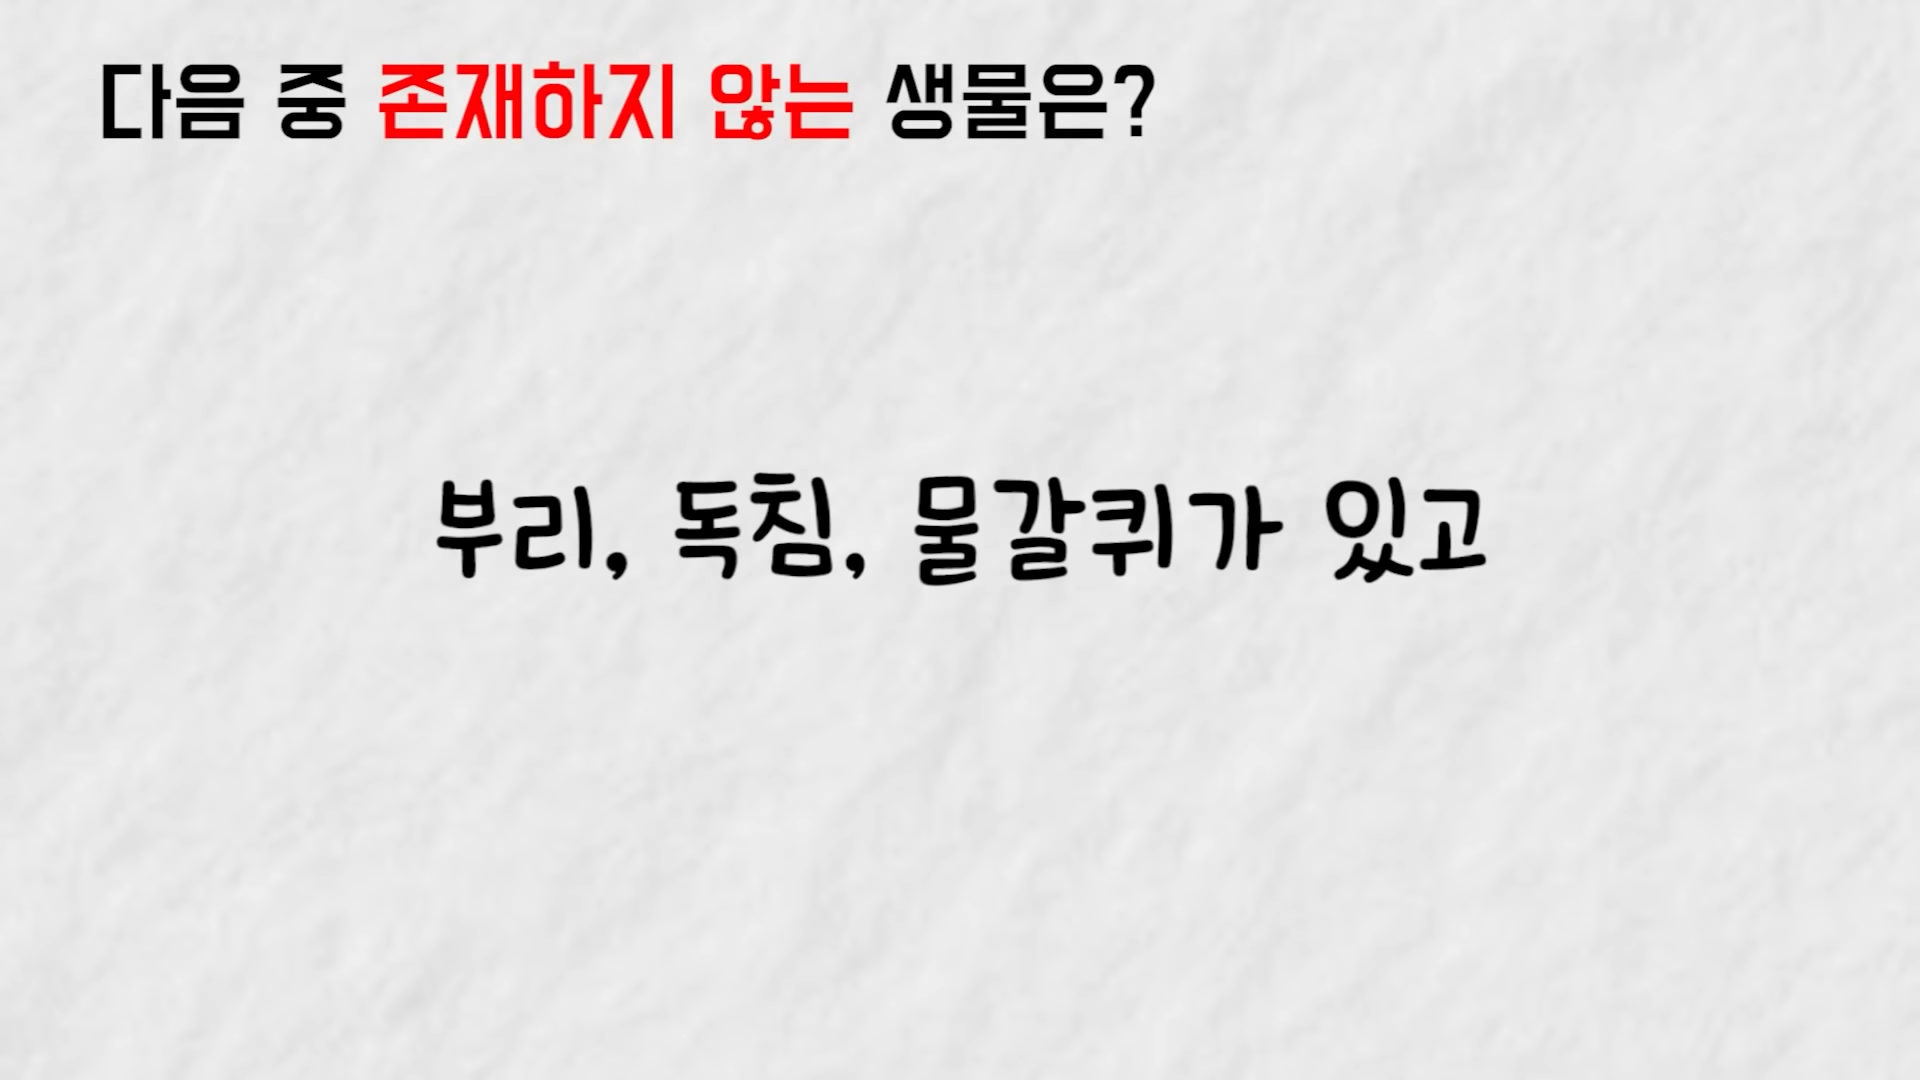 다음 중 존재하지 않는 생물은?
부리, 독침, 물갈퀴가 있고